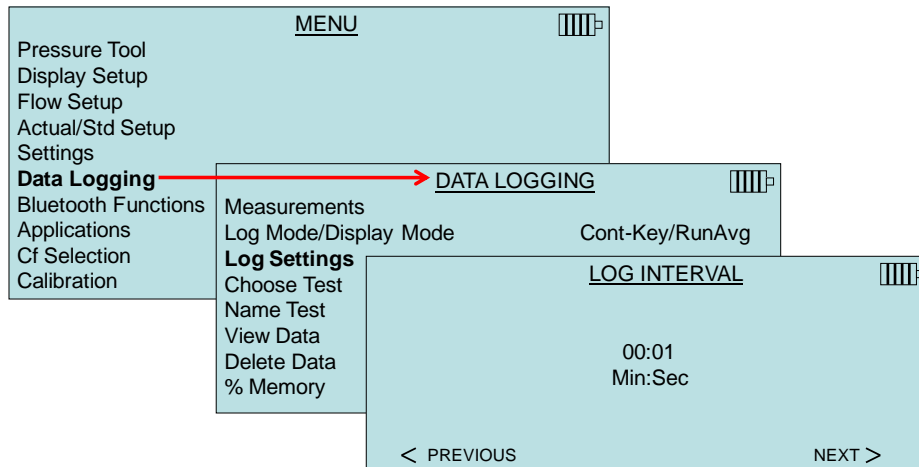 MENU
Pressure Tool
Display Setup
Flow Setup
Actual/Std Setup
Settings
Data Logging
Bluetooth Functions
Applications
Cf Selection
Calibration
DATA LOGGING
Measurements
Log Mode/Display Mode Cont-Key/RunAvg
Log Settings
Choose Test
Name Test
View Data
Delete Data
% Memory
LOG INTERVAL
00:01
Min:Sec
< PREVIOUS NEXT >